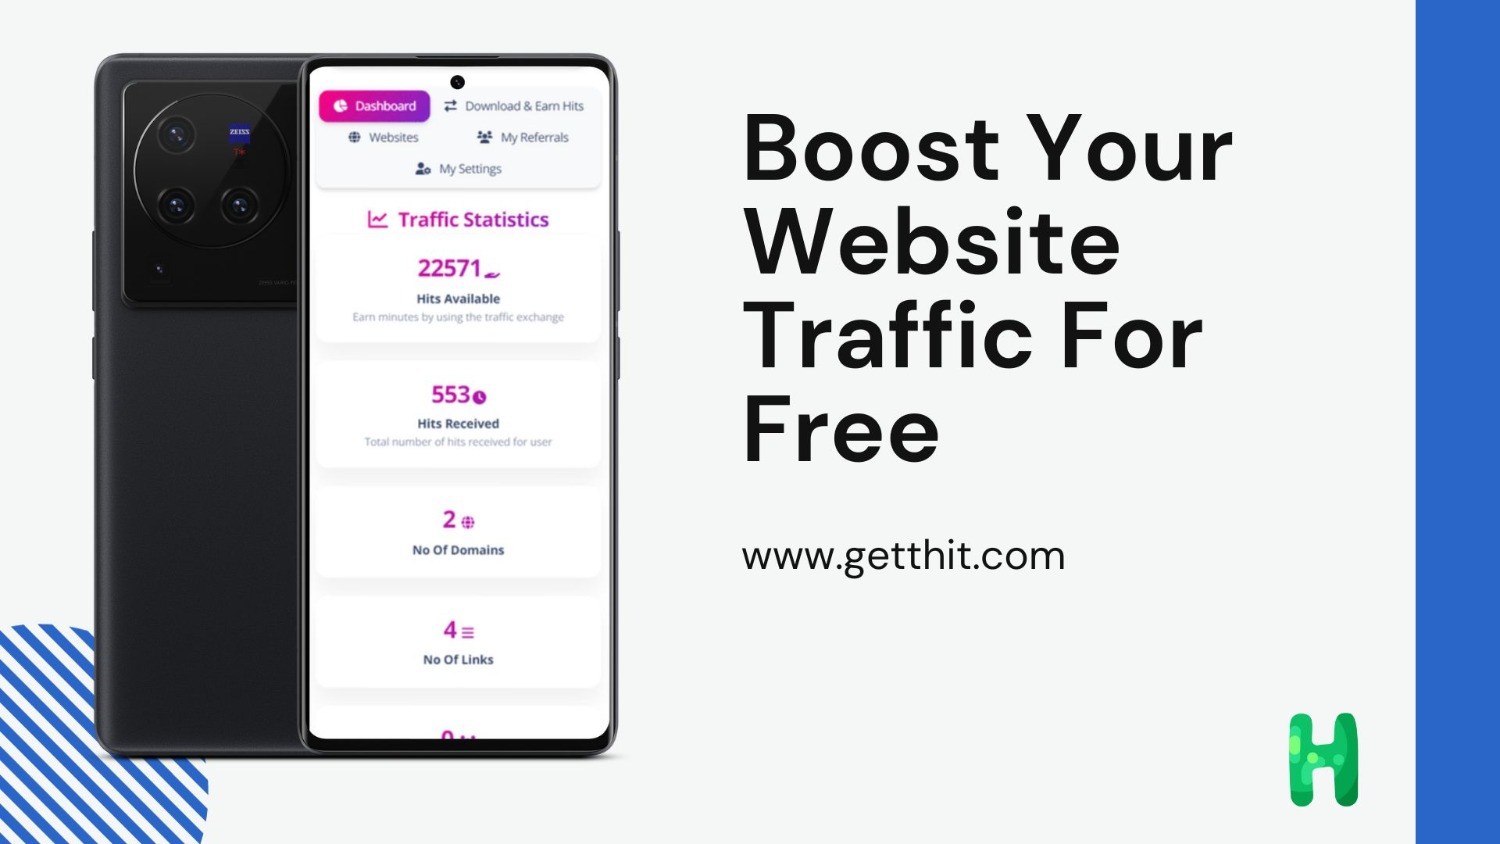 ZEISS
T*
Dashboard
Download & Earn Hits
Websites
My Referrals
My Settings
Traffic Statistics
22571
Hits Available
Earn minutes by using the traffic exchange
553
Hits Received
Total number of hits received for user
2
No Of Domains
4
No Of Links
Boost Your
Website
Traffic For
Free
www.getthit.com
H